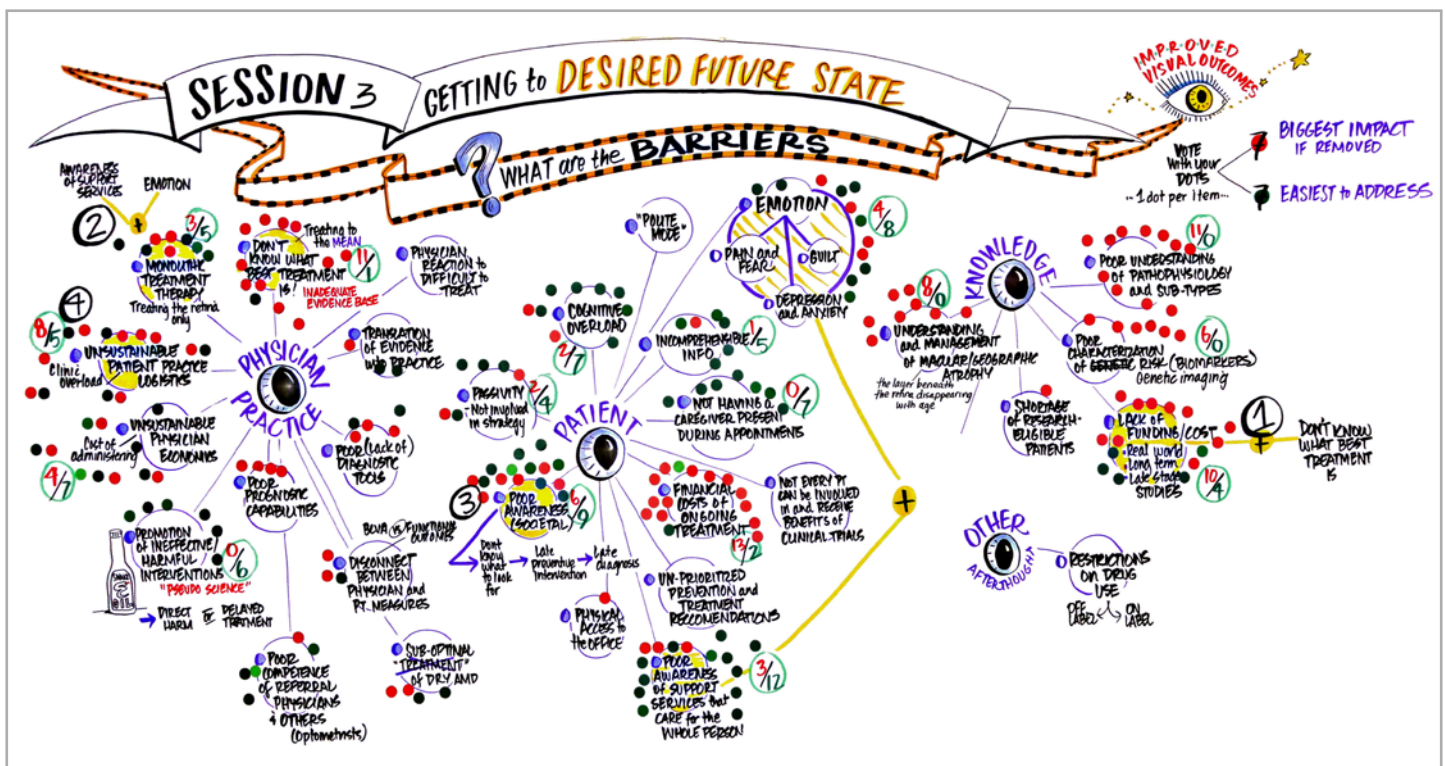 SESSION 3
GETTING to DESIRED FUTURE STATE
? WHAT are the BARRIERS
IMPROVED
VISUAL OUTCOMES
VOTE
With your
DOTS
...1 dot per item...
BIGGEST IMPACT
IF REMOVED
EASIEST to ADDRESS
AWARENESS
of SUPPORT
SERVICES
EMOTION
+
2
3/5
MONOLITHIC
TREATMENT
THERAPY
Treating the retina
only
DON'T
KNOW WHAT
BEST TREATMENT
IS!
Treating to
the MEAN
11/1
INADEQUATE
EVIDENCE BASE
PHYSICIAN
REACTION to
DIFFICULT to
TREAT
4
8/5
UNSUSTAINABLE
PATIENT PRACTICE
LOGISTICS
Clinic
overload
TRANSLATION
OF EVIDENCE
INTO PRACTICE
PHYSICIAN
PRACTICE
UNSUSTAINABLE
PHYSICIAN
ECONOMICS
Cost of
administering
4/7
POOR (Lack of)
DIAGNOSTIC
TOOLS
POOR
PROGNOSTIC
CAPABILITIES
PROMOTION
OF INEFFECTIVE/
HARMFUL
INTERVENTIONS
"PSEUDO SCIENCE"
0/6
OIL
→ DIRECT
HARM
OR
DELAYED
TREATMENT
BCVA vs FUNCTIONAL
OUTCOMES
DISCONNECT
BETWEEN
PHYSICIAN and
PT. MEASURES
POOR
COMPETENCE
OF REFERRAL
PHYSICIANS
& OTHERS
(Optometrists)
SUB-OPTIMAL
"TREATMENT"
of DRY AMD
"POLITE
MODE"
EMOTION
PAIN and
FEAR
GUILT
DEPRESSION
and ANXIETY
4/8
COGNITIVE
OVERLOAD
2/7
INCOMPREHENSIBLE
INFO
1/5
PASSIVITY
- Not involved
in strategy
2/4
NOT HAVING A
CAREGIVER PRESENT
DURING APPOINTMENTS
0/7
PATIENT
3
POOR
AWARENESS
(SOCIETAL)
6/9
Don't
know
what
to look
for
→ Late
preventive
intervention
→ Late
diagnosis
FINANCIAL
COSTS OF
ONGOING
TREATMENT
13/2
NOT EVERY PT
CAN be INVOLVED
IN and RECEIVE
BENEFITS OF
CLINICAL TRIALS
UN-PRIORITIZED
PREVENTION and
TREATMENT
RECCOMENDATIONS
PHYSICAL
ACCESS to
the OFFICE
POOR
AWARENESS
OF SUPPORT
SERVICES that
CARE for the
WHOLE PERSON
3/12
+
KNOWLEDGE
8/0
UNDERSTANDING
and MANAGEMENT
OF MACULAR/GEOGRAPHIC
ATROPHY
the layer beneath
the retina disappearing
with age
11/0
POOR UNDERSTANDING
OF PATHOPHYSIOLOGY
and SUB-TYPES
POOR
CHARACTERIZATION
OF GENETIC RISK (BIOMARKERS)
Genetic imaging
6/0
SHORTAGE
OF RESEARCH-
ELIGIBLE
PATIENTS
LACK OF
FUNDING/COST
- Real world
- Long term
- Late stage
STUDIES
10/4
1
+
DON'T KNOW
WHAT BEST
TREATMENT
IS
OTHER
AFTERTHOUGHT
RESTRICTIONS
ON DRUG
USE
OFF
LABEL
ON
LABEL